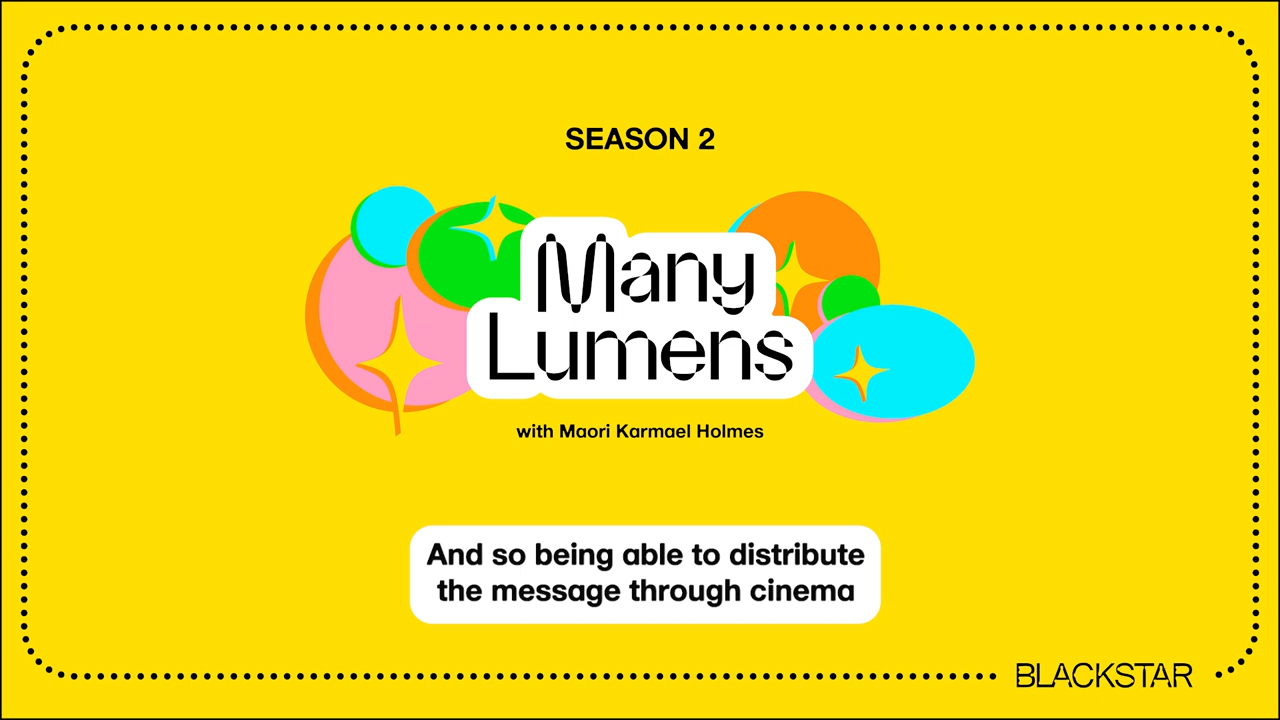 SEASON 2
Many
Lumens
with Maori Karmael Holmes
And so being able to distribute
the message through cinema
BLACKSTAR